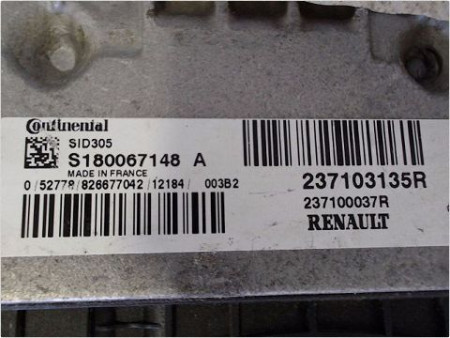 Continental
SID305
S180067148 A
MADE IN FRANCE
0 /52778/826677042/12184/ 003B2
237103135R
237100037R
RENAULT